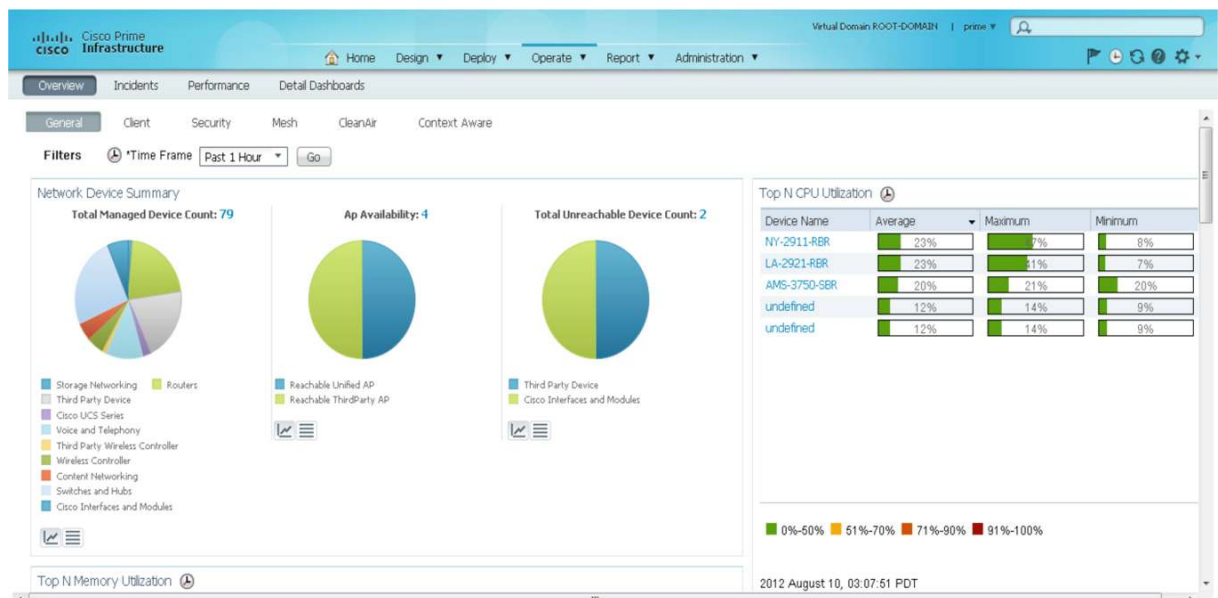 Virtual Domain ROOT-DOMAIN | prime
Cisco Prime
CISCO Infrastructure
Home Design Deploy Operate Report Administration
Overview Incidents Performance Detail Dashboards
General Client Security Mesh CleanAir Context Aware
Filters *Time Frame Past 1 Hour Go
Network Device Summary
Total Managed Device Count: 79
Storage Networking Routers
Third Party Device
Cisco UCS Series
Voice and Telephony
Third Party Wireless Controller
Wireless Controller
Content Networking
Switches and Hubs
Cisco Interfaces and Modules
Ap Availability: 4
Reachable Unified AP
Reachable ThirdParty AP
Total Unreachable Device Count: 2
Third Party Device
Cisco Interfaces and Modules
Top N CPU Utilization
Device Name Average Maximum Minimum
NY-2911-RBR 23% 8%
LA-2921-RBR 23% 41% 7%
AMS-3750-SBR 20% 21% 20%
undefined 12% 14% 9%
undefined 12% 14% 9%
0%-50% 51%-70% 71%-90% 91%-100%
2012 August 10, 03:07:51 PDT
Top N Memory Utilization